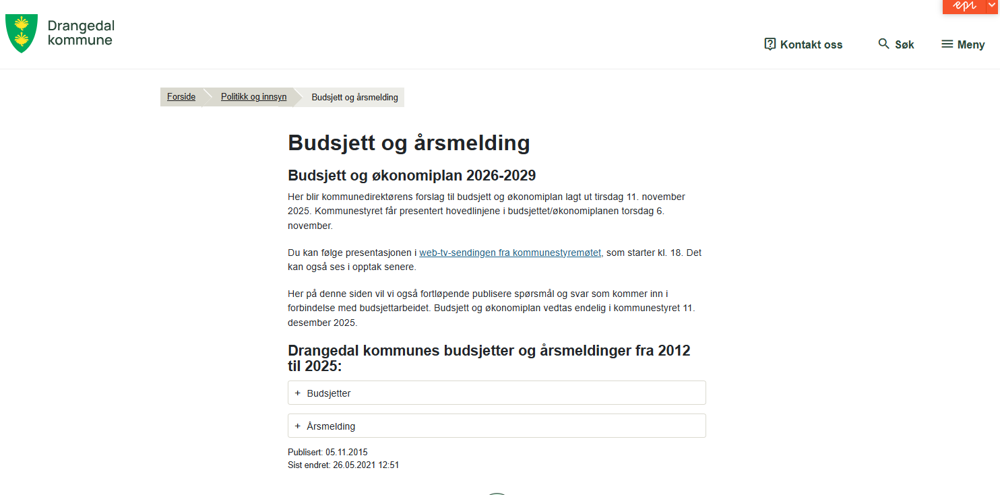 epi
Drangedal
kommune
Kontakt oss
Søk
Meny
Forside
Politikk og innsyn
Budsjett og årsmelding
Budsjett og årsmelding
Budsjett og økonomiplan 2026-2029
Her blir kommunedirektørens forslag til budsjett og økonomiplan lagt ut tirsdag 11. november
2025. Kommunestyret får presentert hovedlinjene i budsjettet/økonomiplanen torsdag 6.
november.
Du kan følge presentasjonen i web-tv-sendingen fra kommunestyremøtet, som starter kl. 18. Det
kan også ses i opptak senere.
Her på denne siden vil vi også fortløpende publisere spørsmål og svar som kommer inn i
forbindelse med budsjettarbeidet. Budsjett og økonomiplan vedtas endelig i kommunestyret 11.
desember 2025.
Drangedal kommunes budsjetter og årsmeldinger fra 2012
til 2025:
+ Budsjetter
+ Årsmelding
Publisert: 05.11.2015
Sist endret: 26.05.2021 12:51